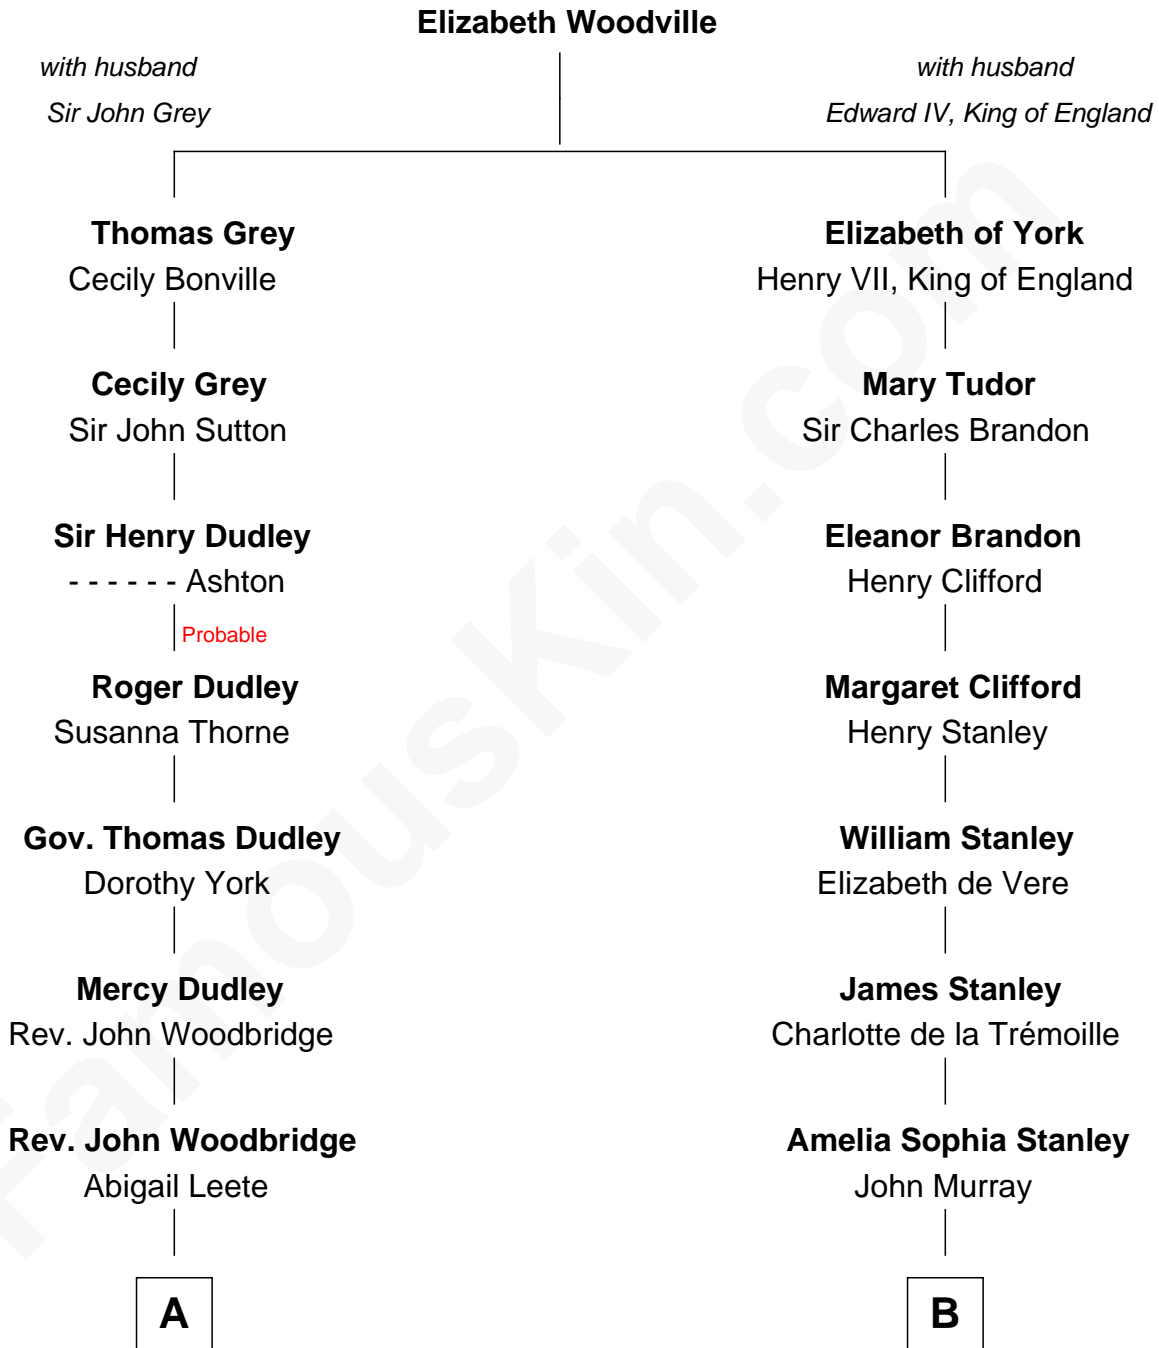 Elizabeth Woodville
with husband
Sir John Grey
with husband
Edward IV, King of England
Thomas Grey
Cecily Bonville
Elizabeth of York
Henry VII, King of England
Cecily Grey
Sir John Sutton
Mary Tudor
Sir Charles Brandon
Sir Henry Dudley
- - - - - - Ashton
Probable
Eleanor Brandon
Henry Clifford
Roger Dudley
Susanna Thorne
Margaret Clifford
Henry Stanley
Gov. Thomas Dudley
Dorothy York
William Stanley
Elizabeth de Vere
Mercy Dudley
Rev. John Woodbridge
James Stanley
Charlotte de la Trémoille
Rev. John Woodbridge
Abigail Leete
Amelia Sophia Stanley
John Murray
A
B
FamousKin.com